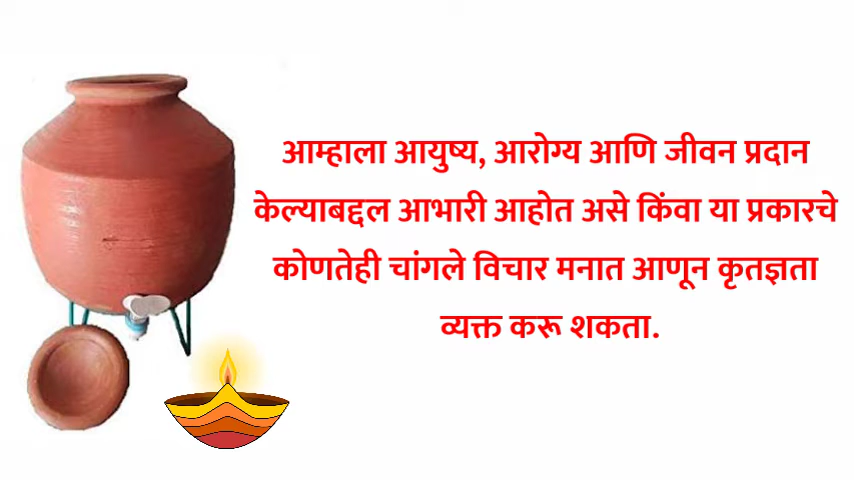 आम्हाला आयुष्य, आरोग्य आणि जीवन प्रदान
केल्याबद्दल आभारी आहोत असे किंवा या प्रकारचे
कोणतेही चांगले विचार मनात आणून कृतज्ञता
व्यक्त करू शकता.